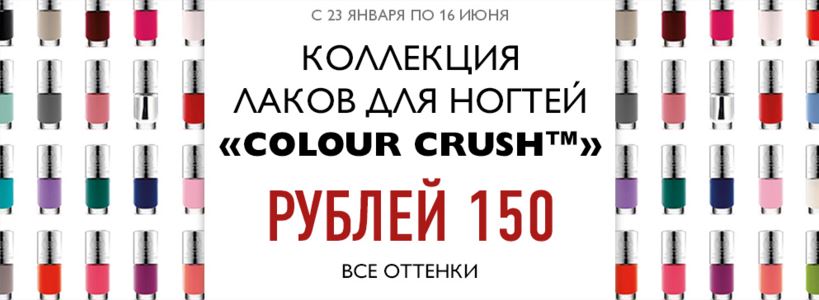 С 23 ЯНВАРЯ ПО 16 ИЮНЯ
КОЛЛЕКЦИЯ
ЛАКОВ ДЛЯ НОГТЕЙ
«COLOUR CRUSH™»
РУБЛЕЙ 150
ВСЕ ОТТЕНКИ